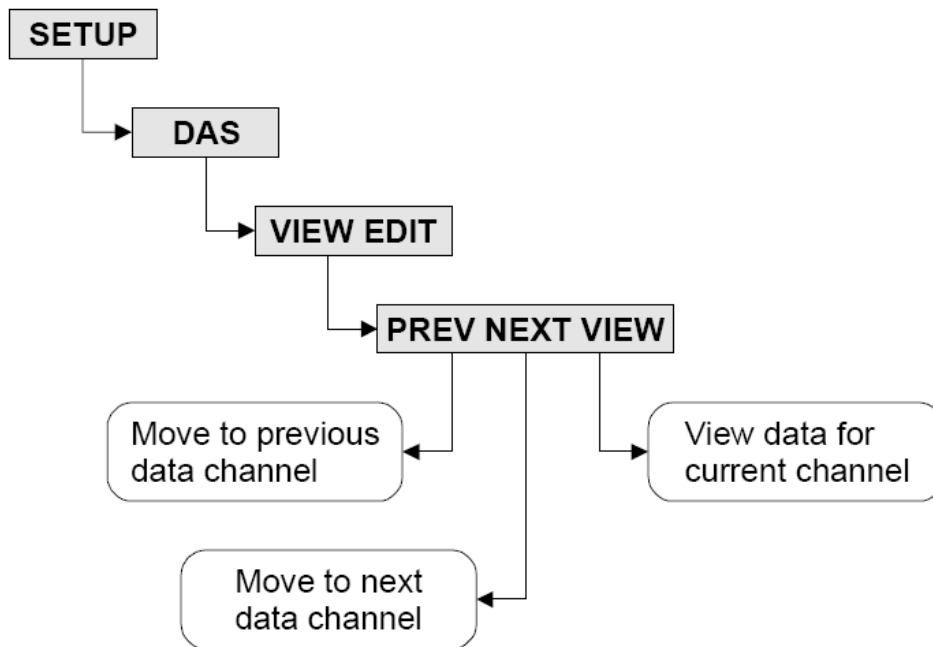 SETUP
DAS
VIEW EDIT
PREV NEXT VIEW
Move to previous
data channel
View data for
current channel
Move to next
data channel